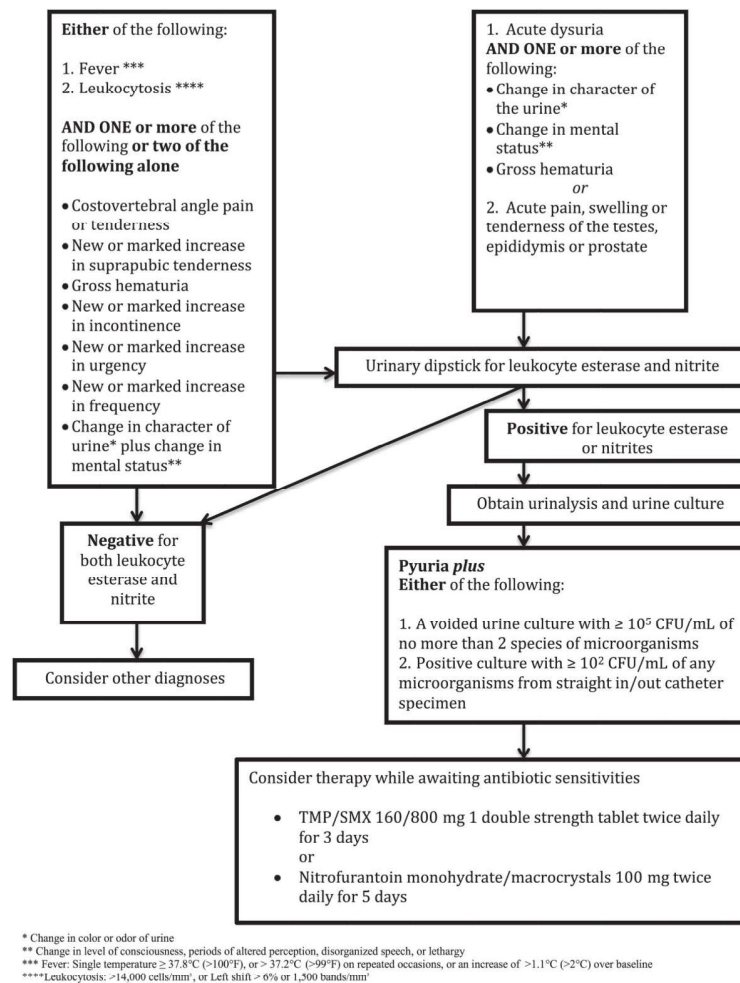 Either of the following:
1. Fever ***
2. Leukocytosis ****
AND ONE or more of the
following or two of the
following alone
• Costovertebral angle pain
or tenderness
• New or marked increase
in suprapubic tenderness
• Gross hematuria
• New or marked increase
in incontinence
• New or marked increase
in urgency
• New or marked increase
in frequency
• Change in character of
urine* plus change in
mental status**
1. Acute dysuria
AND ONE or more of the
following:
• Change in character of
the urine*
• Change in mental
status**
• Gross hematuria
or
2. Acute pain, swelling or
tenderness of the testes,
epididymis or prostate
Urinary dipstick for leukocyte esterase and nitrite
Positive for leukocyte esterase
or nitrites
Obtain urinalysis and urine culture
Negative for
both leukocyte
esterase and
nitrite
Consider other diagnoses
Pyuria plus
Either of the following:
1. A voided urine culture with ≥ 10⁵ CFU/mL of
no more than 2 species of microorganisms
2. Positive culture with ≥ 10² CFU/mL of any
microorganisms from straight in/out catheter
specimen
Consider therapy while awaiting antibiotic sensitivities
• TMP/SMX 160/800 mg 1 double strength tablet twice daily
for 3 days
or
• Nitrofurantoin monohydrate/macrocrystals 100 mg twice
daily for 5 days
* Change in color or odor of urine
** Change in level of consciousness, periods of altered perception, disorganized speech, or lethargy
*** Fever: Single temperature ≥ 37.8°C (>100°F), or > 37.2°C (>99°F) on repeated occasions, or an increase of >1.1°C (>2°C) over baseline
****Leukocytosis: >14,000 cells/mm³, or Left shift > 6% or 1,500 bands/mm³